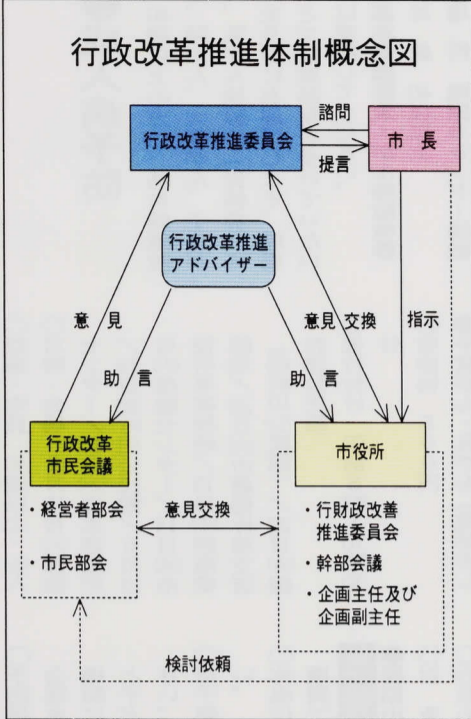 行政改革推進体制概念図
行政改革推進委員会
諮問
提言
市 長
行政改革推進
アドバイザー
意 見
意見 交換
指示
助 言
助 言
行政改革
市民会議
市役所
・経営者部会
・市民部会
意見交換
・行財政改善
推進委員会
・幹部会議
・企画主任及び
企画副主任
検討依頼